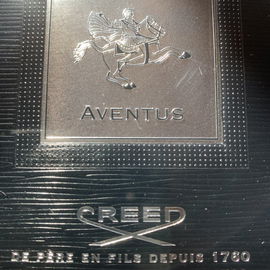 AVENTUS
CREED
DE PÈRE EN FILS DEPUIS 1760